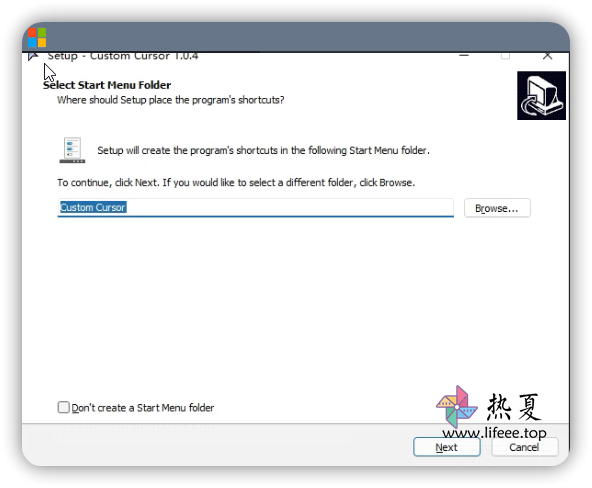 Setup - Custom Cursor 1.0.4
Select Start Menu Folder
Where should Setup place the program's shortcuts?
Setup will create the program's shortcuts in the following Start Menu folder.
To continue, click Next. If you would like to select a different folder, click Browse.
Custom Cursor
Browse...
Don't create a Start Menu folder
热夏
www.lifeee.top
Next
Cancel